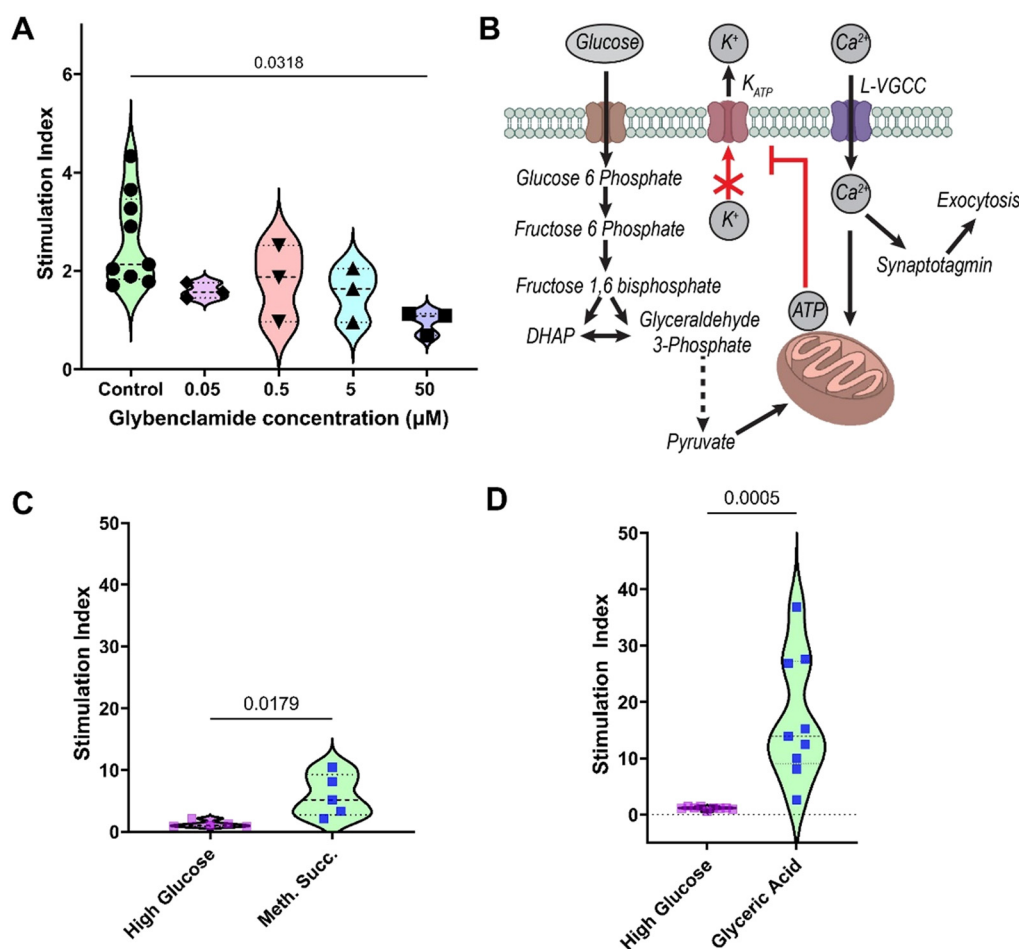 A
Stimulation Index
6
4
2
0
0.0318
Control
0.05
0.5
5
50
Glybenclamide concentration (µM)
B
Glucose
K+
Ca2+
KATP
L-VGCC
Glucose 6 Phosphate
Fructose 6 Phosphate
Fructose 1,6 bisphosphate
DHAP
Glyceraldehyde
3-Phosphate
Pyruvate
K+
Ca2+
Exocytosis
Synaptotagmin
ATP
C
Stimulation Index
50
40
30
20
10
0
0.0179
High Glucose
Meth. Succ.
D
0.0005
Stimulation Index
50
40
30
20
10
0
High Glucose
Glyceric Acid